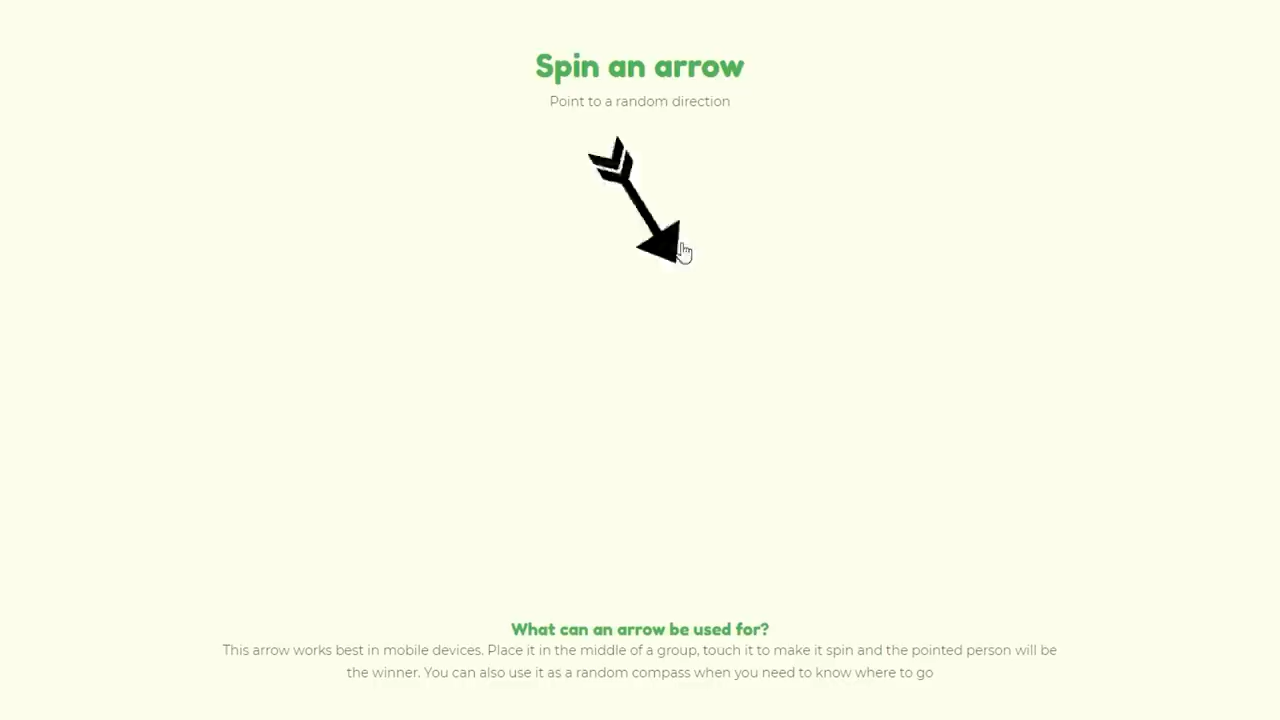 Spin an arrow
Point to a random direction
What can an arrow be used for?
This arrow works best in mobile devices. Place it in the middle of a group, touch it to make it spin and the pointed person will be
the winner. You can also use it as a random compass when you need to know where to go